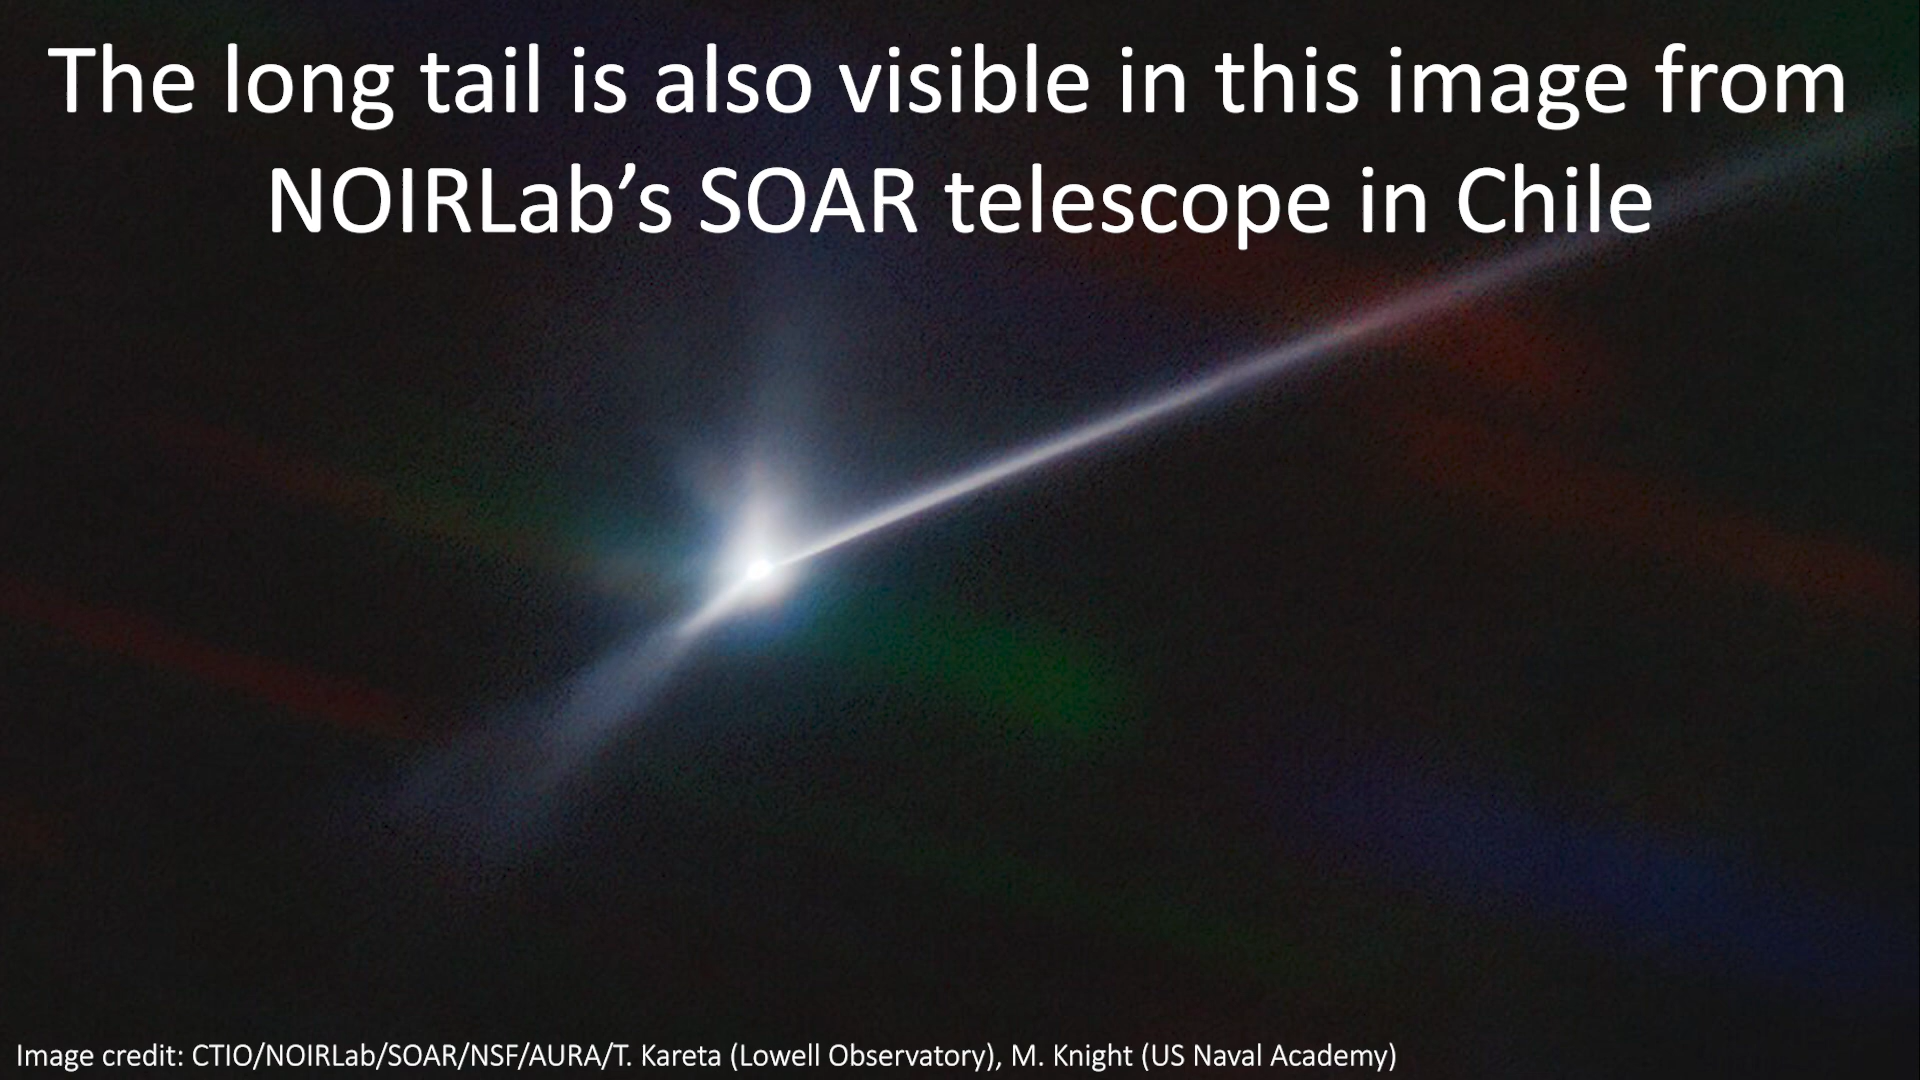 The long tail is also visible in this image from
NOIRLab’s SOAR telescope in Chile
Image credit: CTIO/NOIRLab/SOAR/NSF/AURA/T. Kareta (Lowell Observatory), M. Knight (US Naval Academy)